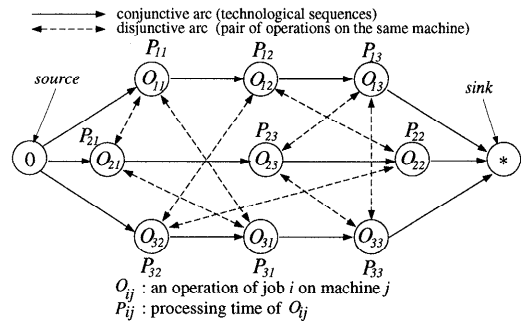 conjunctive arc (technological sequences)
disjunctive arc (pair of operations on the same machine)
P11 P12 P13
source O11 O12 O13 sink
P21 P23 P22
0 O21 O23 O22 *
O32 O31 O33
P32 P31 P33
Oij : an operation of job i on machine j
Pij : processing time of Oij